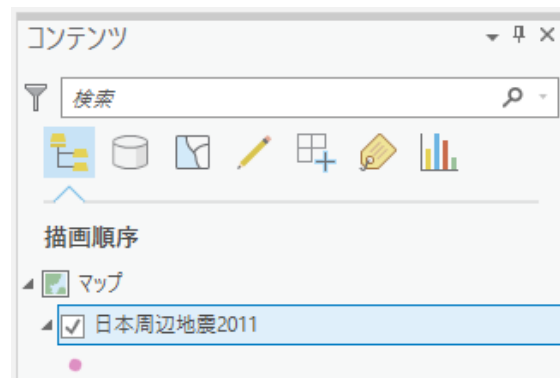 コンテンツ
検索
描画順序
マップ
日本周辺地震2011